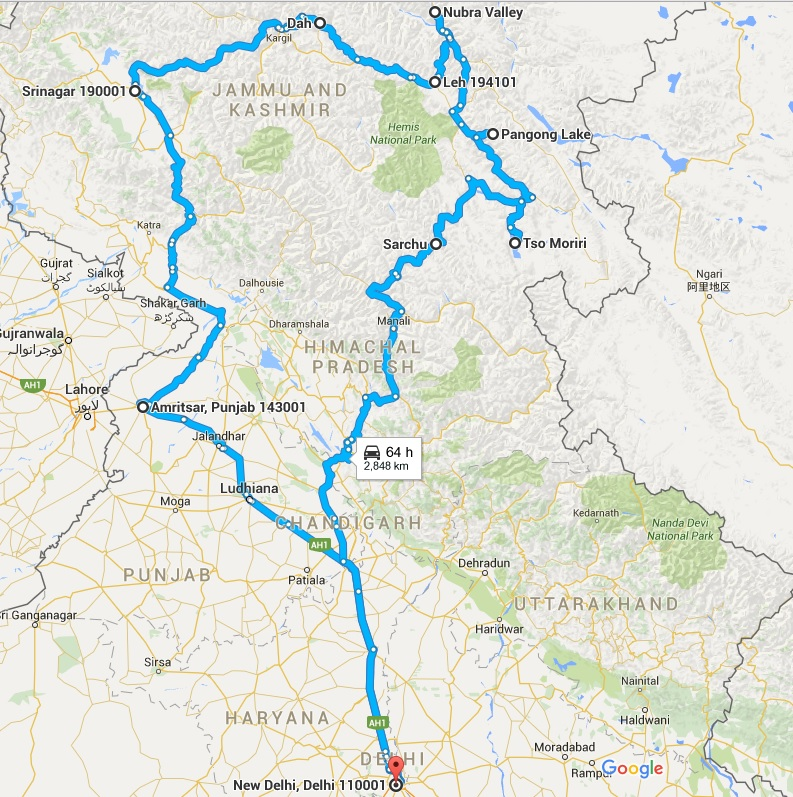 Nubra Valley
Dah
Kargil
Leh 194101
Srinagar 190001
JAMMU AND
KASHMIR
Hemis
National Park
Pangong Lake
Katra
Sarchu
Tso Moriri
Gujrat
گجرات
Sialkot
سیالکوٹ
Dalhousie
Ngari
阿里地区
Shakar Garh
شکرگڑھ
Manali
Gujranwala
گوجرانوالہ
Dharamshala
HIMACHAL
PRADESH
AH1
Lahore
لاہور
Amritsar, Punjab 143001
Jalandhar
64 h
2,848 km
Ludhiana
Moga
CHANDIGARH
Kedarnath
Nanda Devi
National Park
AH1
Patiala
Dehradun
PUNJAB
UTTARAKHAND
Sri Ganganagar
Haridwar
Sirsa
Nainital
HARYANA
AH1
Haldwani
DELHI
Moradabad
Rampur
Google
New Delhi, Delhi 110001